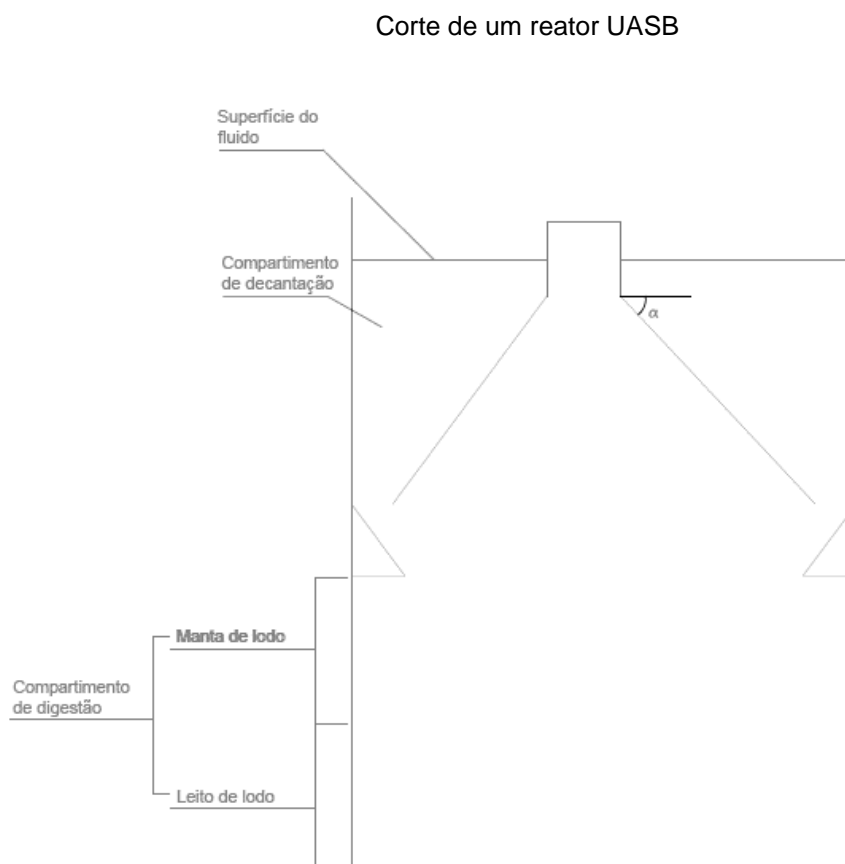 Corte de um reator UASB
Superfície do
fluido
Compartimento
de decantação
α
Manta de lodo
Compartimento
de digestão
Leito de lodo